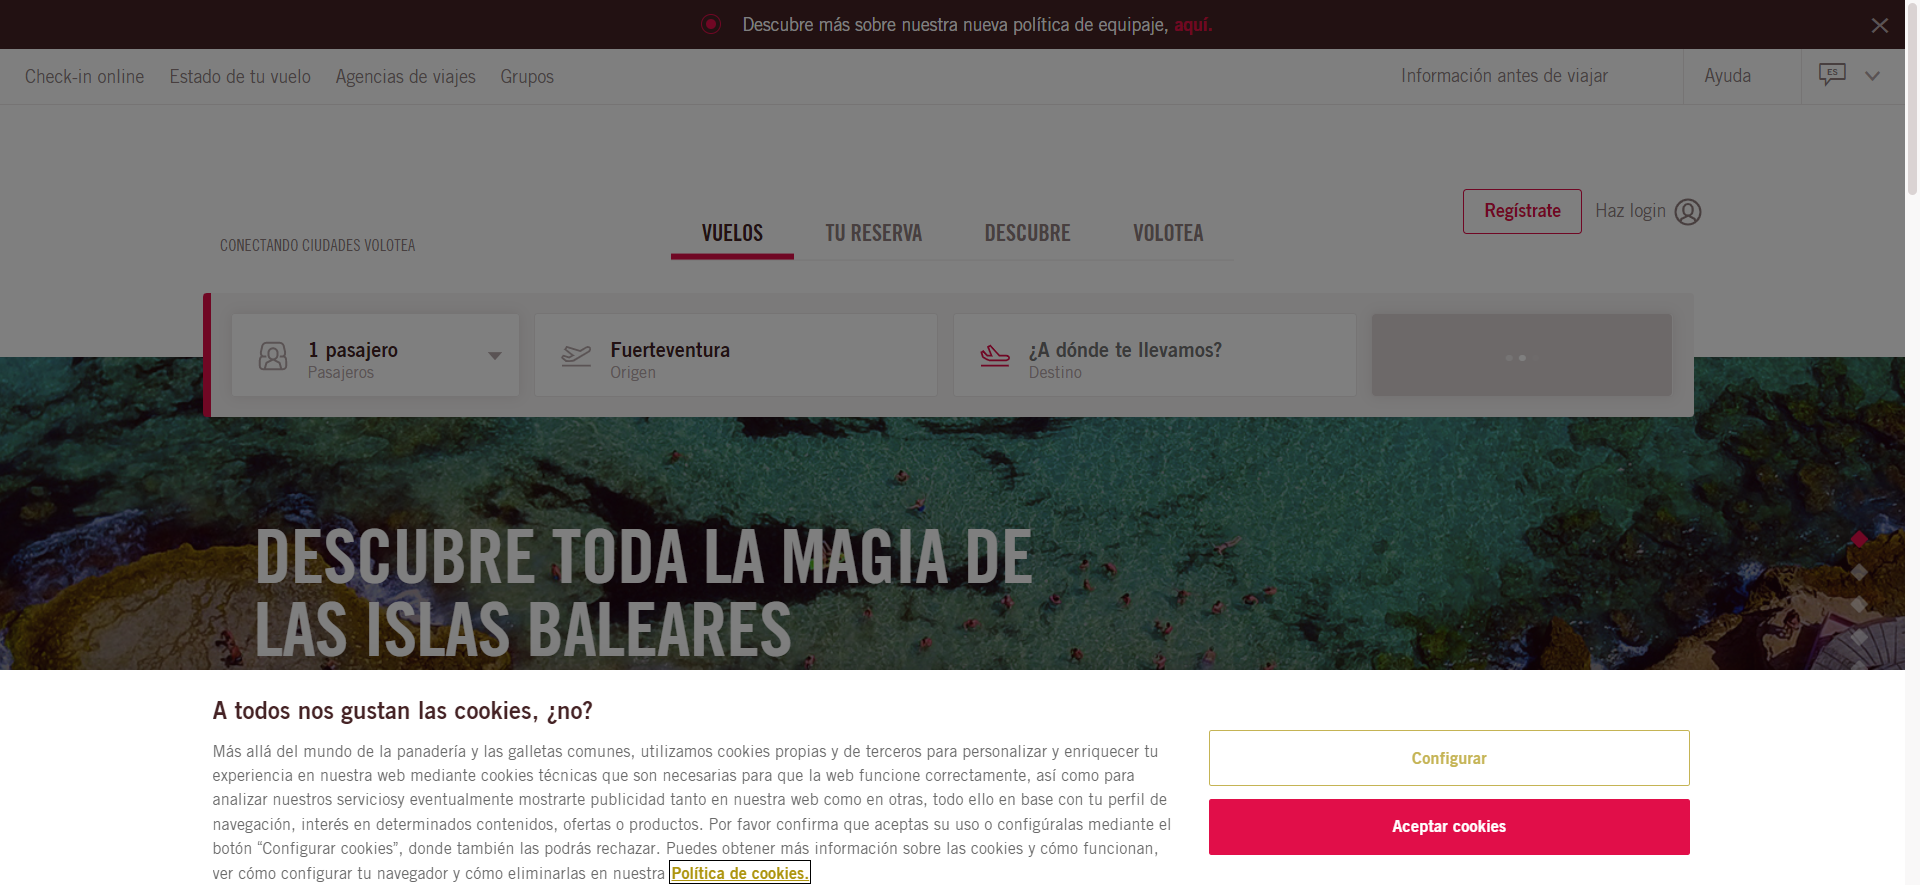 Descubre más sobre nuestra nueva política de equipaje, aquí.
Check-in online
Estado de tu vuelo
Agencias de viajes
Grupos
Información antes de viajar
Ayuda
ES
Regístrate
Haz login
CONECTANDO CIUDADES VOLOTEA
VUELOS
TU RESERVA
DESCUBRE
VOLOTEA
1 pasajero
Pasajeros
Fuerteventura
Origen
¿A dónde te llevamos?
Destino
DESCUBRE TODA LA MAGIA DE
LAS ISLAS BALEARES
A todos nos gustan las cookies, ¿no?
Más allá del mundo de la panadería y las galletas comunes, utilizamos cookies propias y de terceros para personalizar y enriquecer tu
experiencia en nuestra web mediante cookies técnicas que son necesarias para que la web funcione correctamente, así como para
analizar nuestros serviciosy eventualmente mostrarte publicidad tanto en nuestra web como en otras, todo ello en base con tu perfil de
navegación, interés en determinados contenidos, ofertas o productos. Por favor confirma que aceptas su uso o configúralas mediante el
botón “Configurar cookies”, donde también las podrás rechazar. Puedes obtener más información sobre las cookies y cómo funcionan,
ver cómo configurar tu navegador y cómo eliminarlas en nuestra Política de cookies.
Configurar
Aceptar cookies